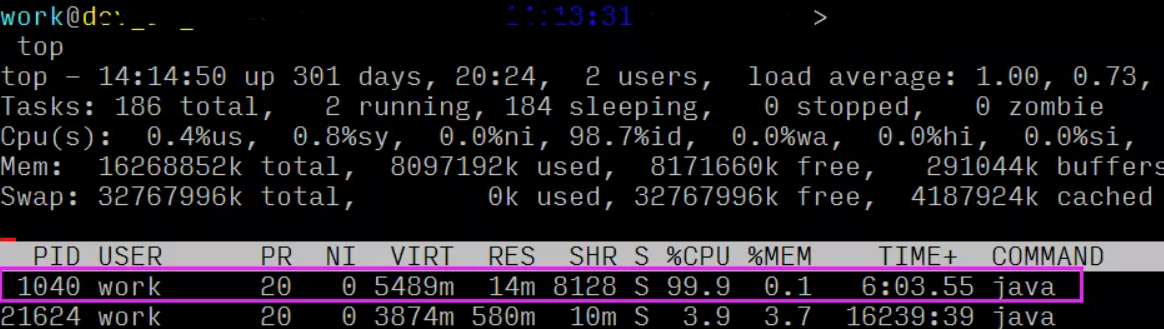 work@
>
top
top - 14:14:50 up 301 days, 20:24,  2 users,  load average: 1.00, 0.73,
Tasks: 186 total,   2 running, 184 sleeping,   0 stopped,   0 zombie
Cpu(s):  0.4%us,  0.8%sy,  0.0%ni, 98.7%id,  0.0%wa,  0.0%hi,  0.0%si,
Mem:  16268852k total,  8097192k used,  8171660k free,   291044k buffers
Swap: 32767996k total,        0k used, 32767996k free,  4187924k cached
PID USER      PR  NI  VIRT  RES  SHR S %CPU %MEM    TIME+  COMMAND
1040 work      20   0 5489m  14m 8128 S 99.9  0.1   6:03.55 java
21624 work      20   0 3874m 580m  10m S  3.9  3.7  16239:39 java